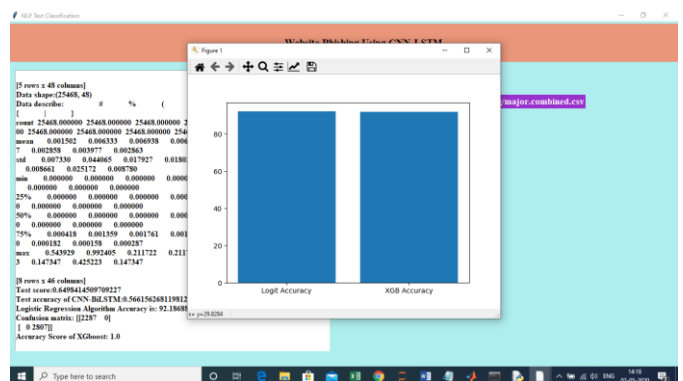 NLP Text Classification
Website Phishing Using CNN-LSTM
Figure 1
/major.combined.csv
[5 rows x 48 columns]
Data shape:(25468, 48)
Data describe: # % (
[ | }
count 25468.000000 25468.000000 25468.000000
00 25468.000000 25468.000000 25468.000000
mean 0.001502 0.006333 0.006938
7 0.002858 0.003977 0.002863
std 0.007330 0.044065 0.017927
0.008661 0.025172 0.008780
min 0.000000 0.000000 0.000000
0.000000 0.000000 0.000000
25% 0.000000 0.000000 0.000000
0 0.000000 0.000000 0.000000
50% 0.000000 0.000000 0.000000
0 0.000000 0.000000 0.000000
75% 0.000418 0.001359 0.001761
0 0.000182 0.000158 0.000287
max 0.543929 0.992405 0.211722
3 0.147347 0.425223 0.147347
[8 rows x 46 columns]
Test score:0.6498414509709227
Test accuracy of CNN-BiLSTM:0.566156268119812
Logistic Regression Algorithm Accuracy is: 92.18688
Confusion matrix: [[2287 0]
[ 0 2807]]
Accuracy Score of XGboost: 1.0
80
60
40
20
0
Logit Accuracy XGB Accuracy
x= y=29.8284
Type here to search
ENG
14:18
02-05-2020